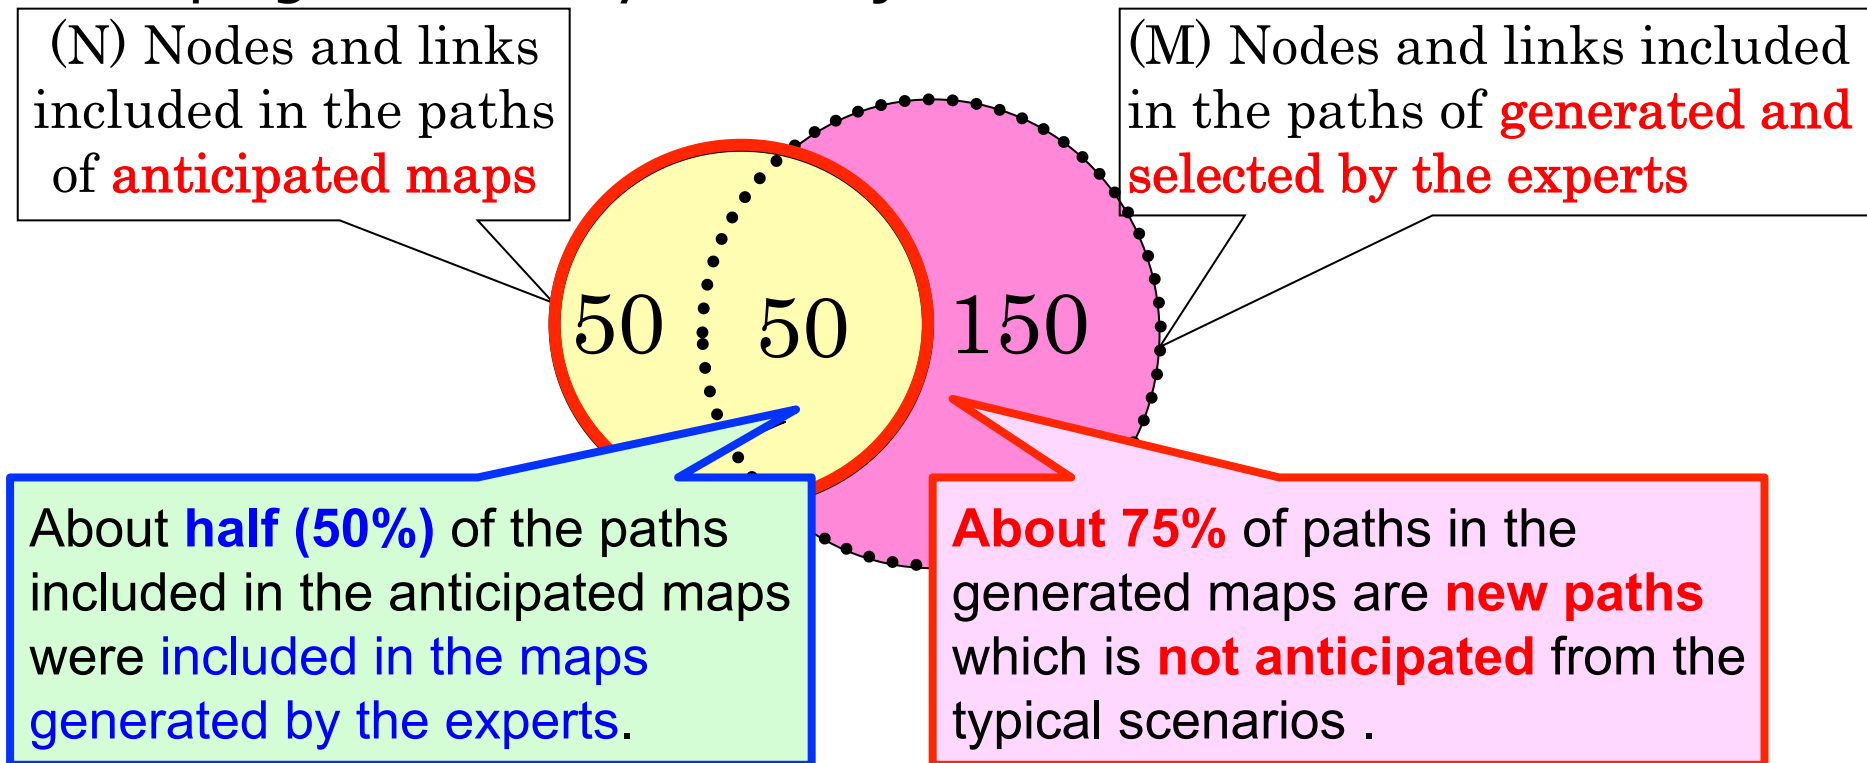 (N) Nodes and links
included in the paths
of anticipated maps
(M) Nodes and links included
in the paths of generated and
selected by the experts
50
50
150
About half (50%) of the paths
included in the anticipated maps
were included in the maps
generated by the experts.
About 75% of paths in the
generated maps are new paths
which is not anticipated from the
typical scenarios .